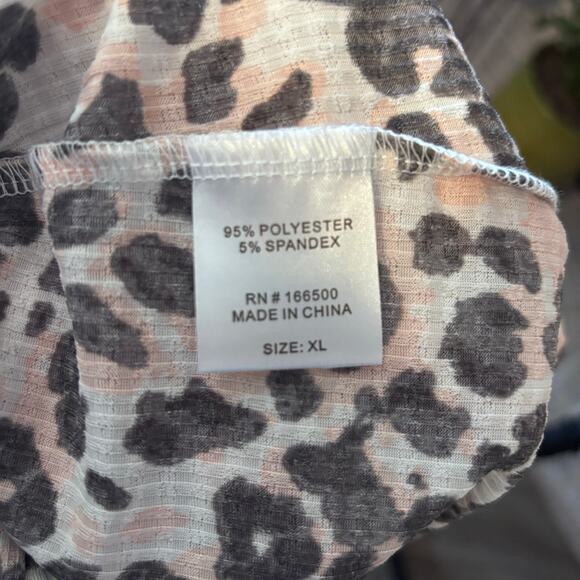 95% POLYESTER
5% SPANDEX
RN # 166500
MADE IN CHINA
SIZE: XL